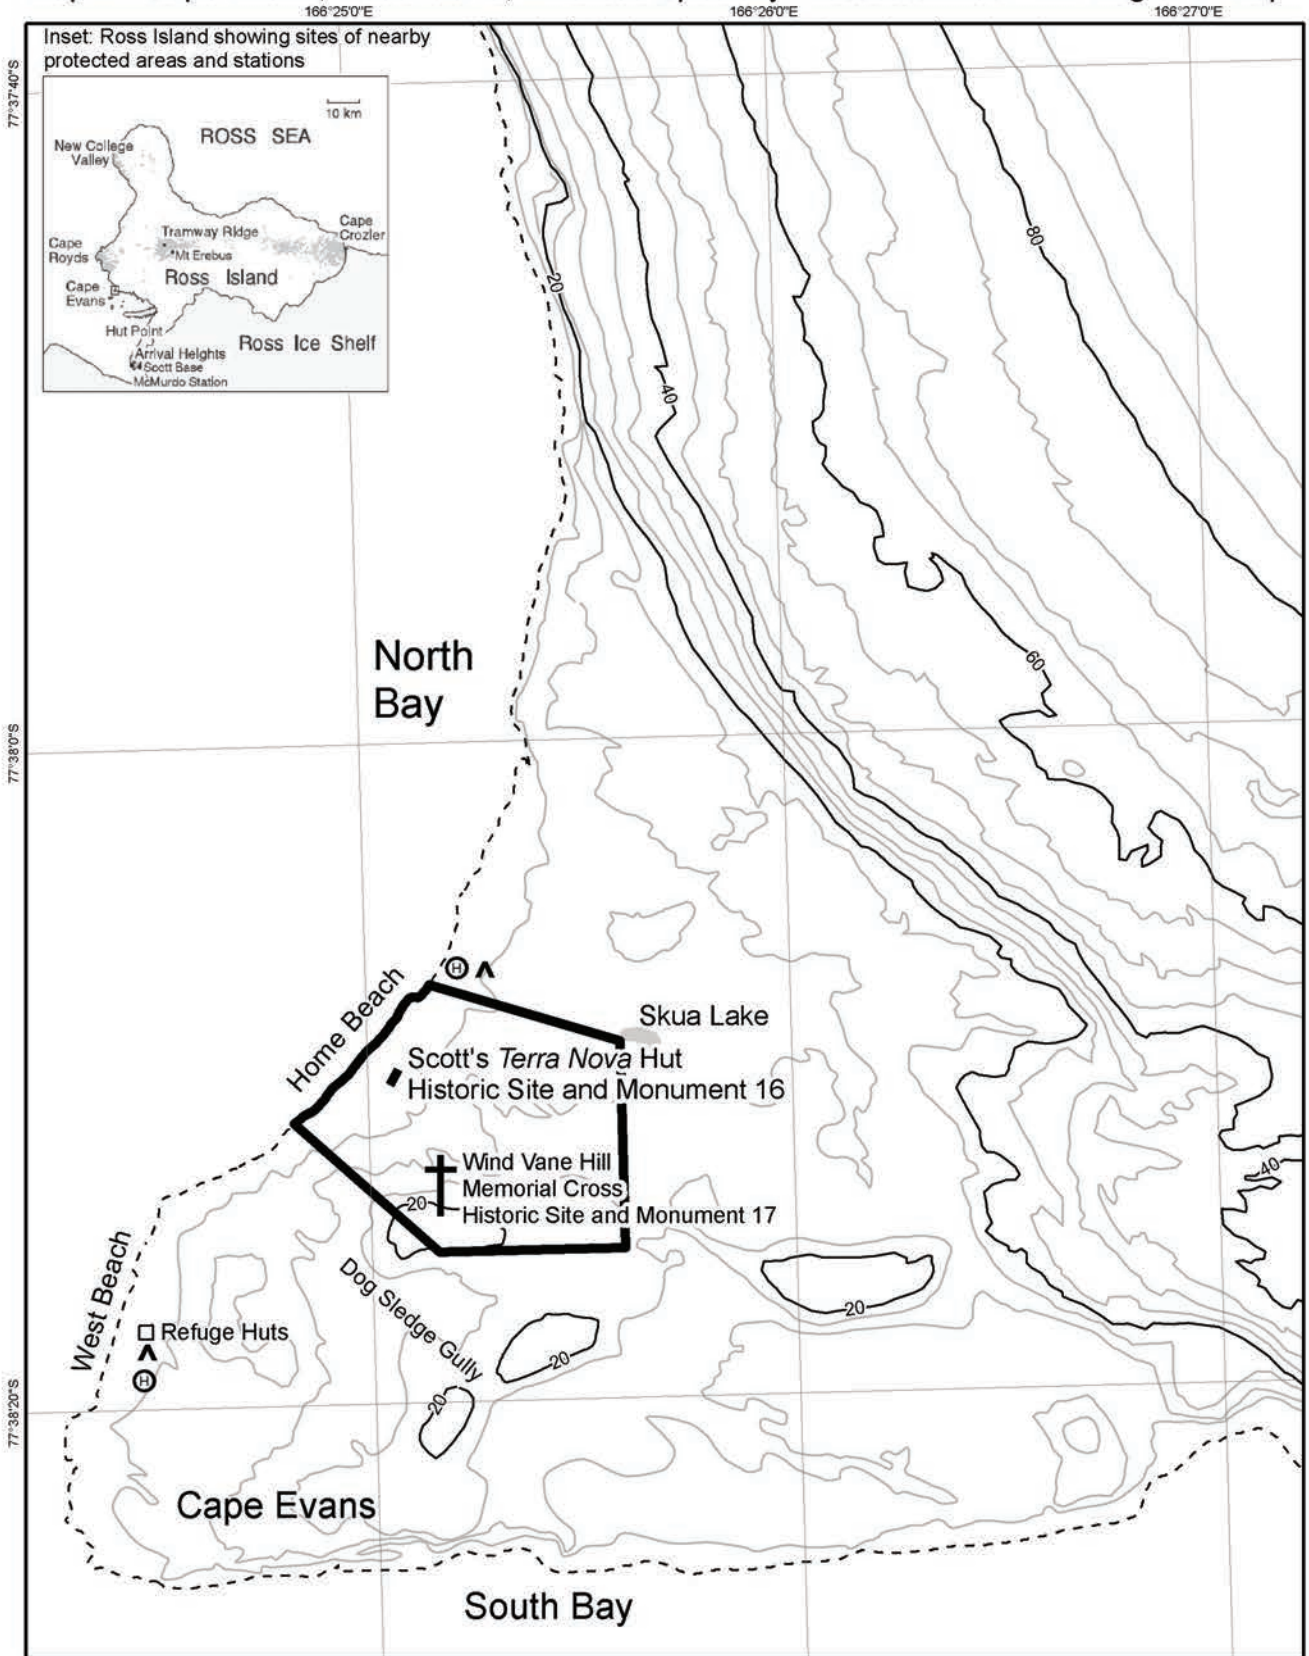 166°25'0"E
166°26'0"E
166°27'0"E
Inset: Ross Island showing sites of nearby
protected areas and stations
77°37'40"S
10 km
ROSS SEA
New College
Valley
Tramway Ridge
Cape
Crozier
Cape
Royds
Mt Erebus
Ross Island
Cape
Evans
Hut Point
Ross Ice Shelf
Arrival Heights
Scott Base
McMurdo Station
80
20
40
North
Bay
60
77°38'0"S
H
Home Beach
Skua Lake
Scott's Terra Nova Hut
Historic Site and Monument 16
Wind Vane Hill
Memorial Cross
Historic Site and Monument 17
20
40
West Beach
Dog Sledge Gully
20
Refuge Huts
H
20
20
77°38'20"S
Cape Evans
South Bay